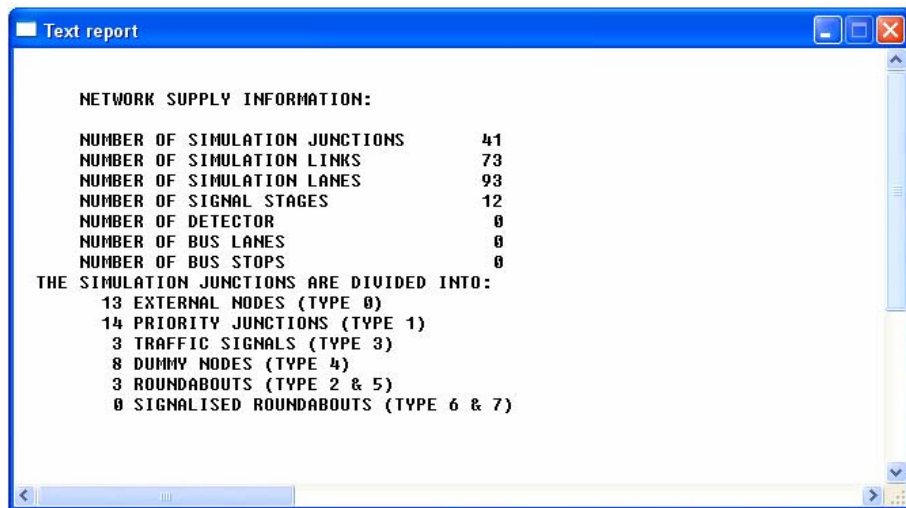 Text report
NETWORK SUPPLY INFORMATION:
NUMBER OF SIMULATION JUNCTIONS 41
NUMBER OF SIMULATION LINKS 73
NUMBER OF SIMULATION LANES 93
NUMBER OF SIGNAL STAGES 12
NUMBER OF DETECTOR 0
NUMBER OF BUS LANES 0
NUMBER OF BUS STOPS 0
THE SIMULATION JUNCTIONS ARE DIVIDED INTO:
13 EXTERNAL NODES (TYPE 0)
14 PRIORITY JUNCTIONS (TYPE 1)
3 TRAFFIC SIGNALS (TYPE 3)
8 DUMMY NODES (TYPE 4)
3 ROUNDABOUTS (TYPE 2 & 5)
0 SIGNALISED ROUNDABOUTS (TYPE 6 & 7)